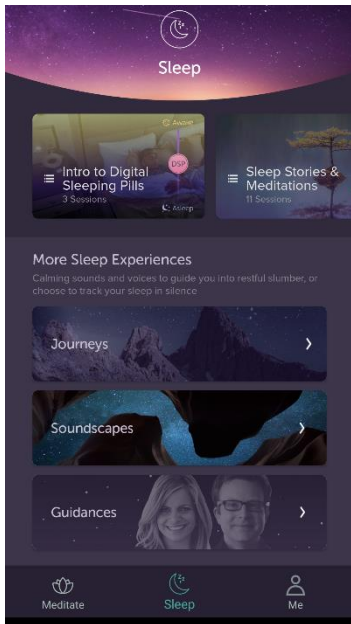 Sleep
Awake
DSP
Intro to Digital
Sleeping Pills
3 Sessions
Asleep
Sleep Stories &
Meditations
11 Sessions
More Sleep Experiences
Calming sounds and voices to guide you into restful slumber, or
choose to track your sleep in silence
Journeys
Soundscapes
Guidances
Meditate
Sleep
Me